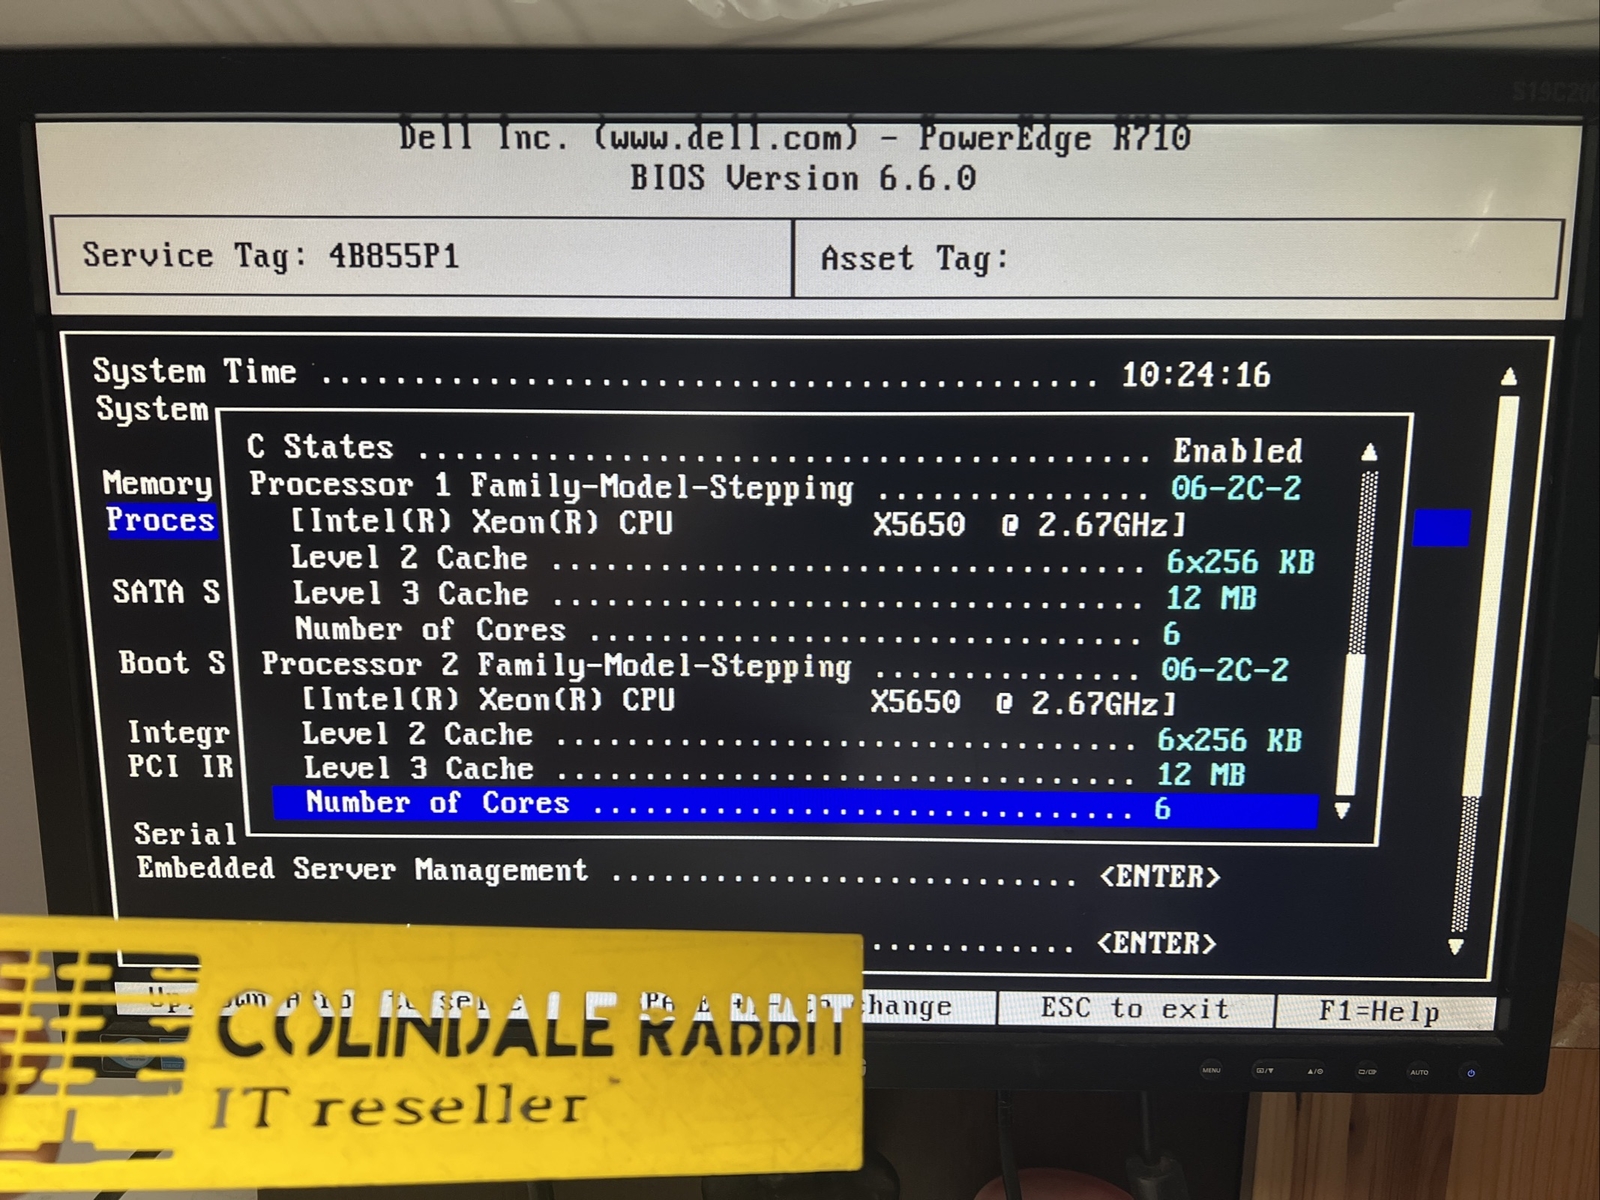 S19C200
Dell Inc. (www.dell.com) - PowerEdge R710
BIOS Version 6.6.0
Service Tag: 4B855P1
Asset Tag:
System Time ......................................... 10:24:16
System
C States ....................................... Enabled
Memory
Processor 1 Family-Model-Stepping ............... 06-2C-2
Proces
[Intel(R) Xeon(R) CPU X5650 @ 2.67GHz]
Level 2 Cache ................................ 6x256 KB
SATA S
Level 3 Cache ................................ 12 MB
Number of Cores .............................. 6
Boot S
Processor 2 Family-Model-Stepping .............. 06-2C-2
[Intel(R) Xeon(R) CPU X5650 @ 2.67GHz]
Integr
Level 2 Cache ............................... 6x256 KB
PCI IR
Level 3 Cache ............................... 12 MB
Number of Cores ............................. 6
Serial
Embedded Server Management ......................... <ENTER>
........... <ENTER>
change
ESC to exit
F1=Help
COLINDALE RABBIT
IT reseller
MENU
AUTO